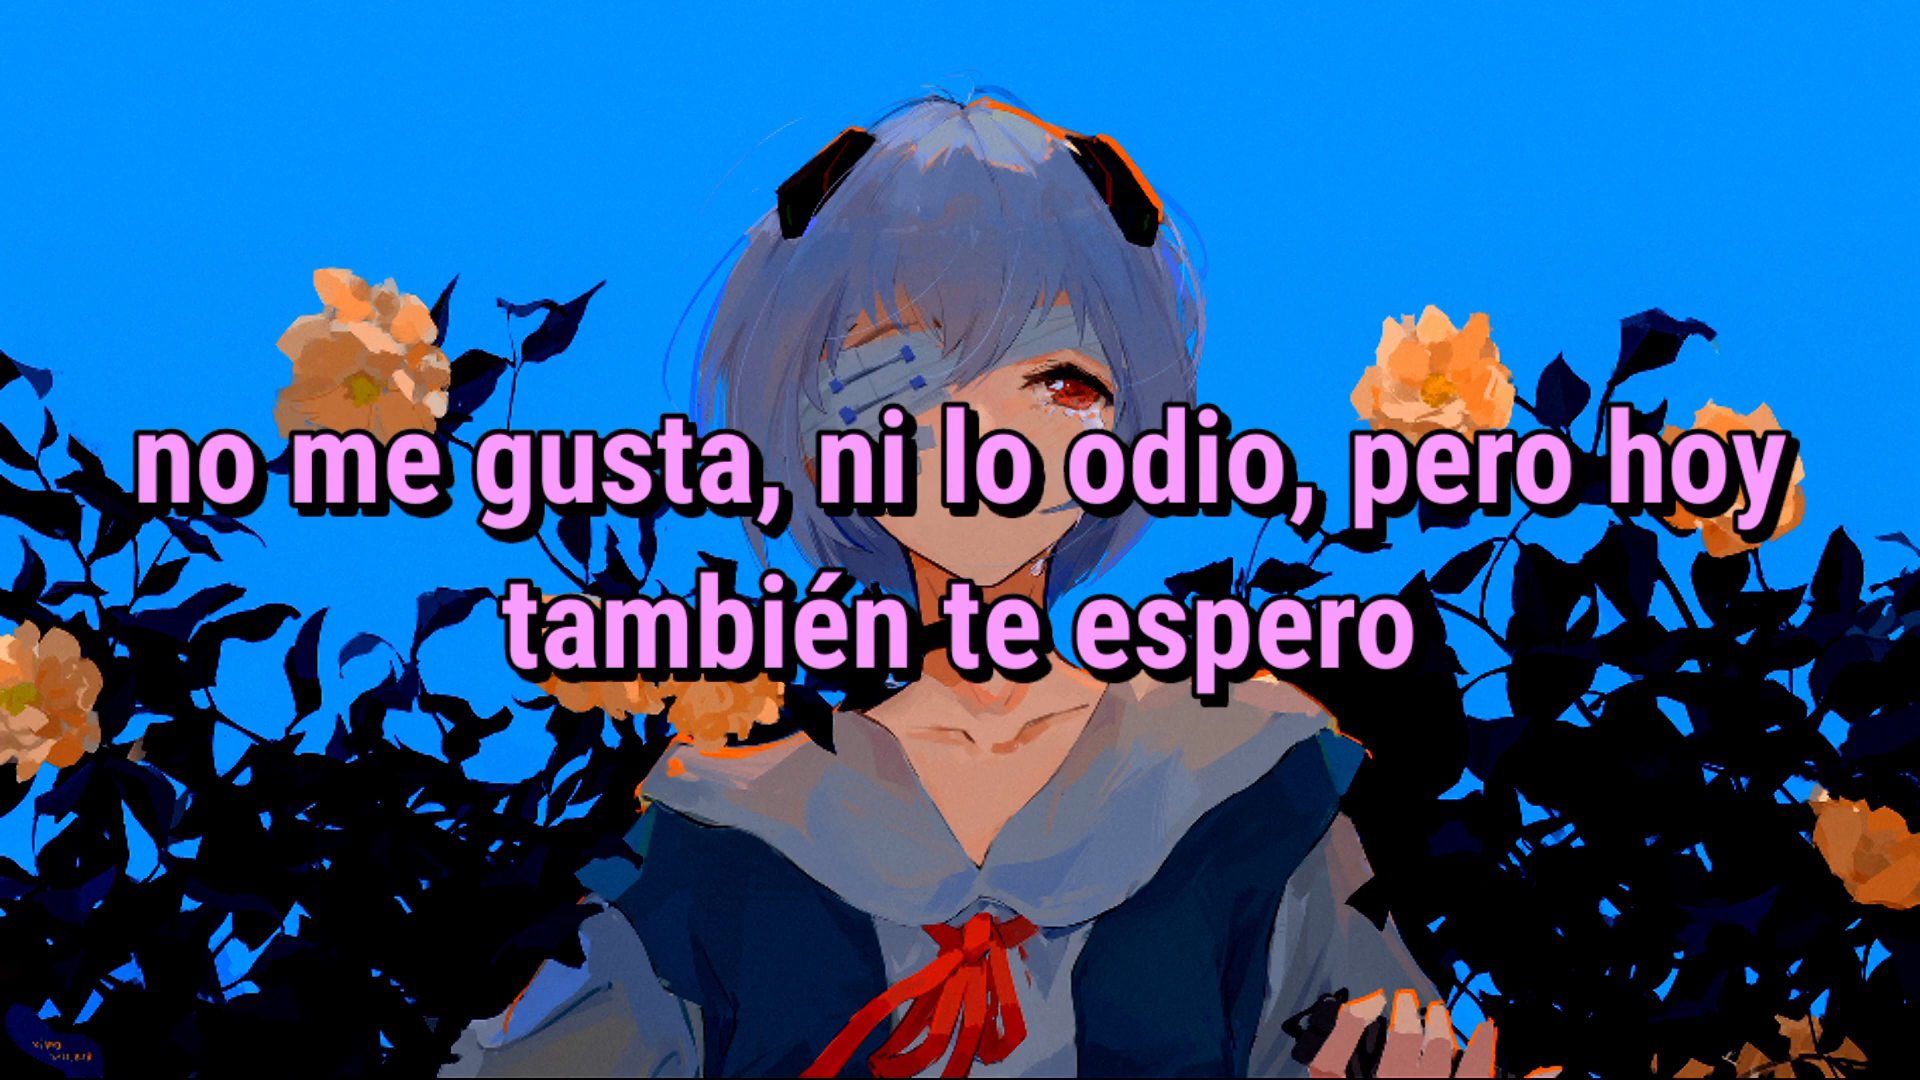 no me gusta, ni lo odio, pero hoy
también te espero